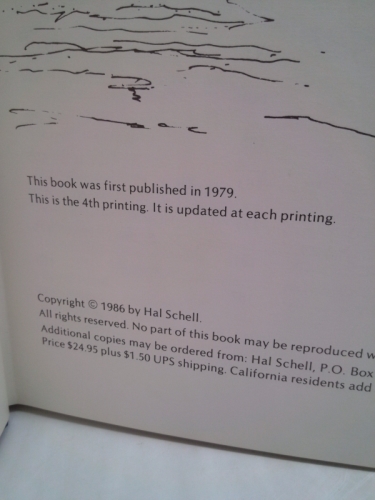 This book was first published in 1979.
This is the 4th printing. It is updated at each printing.
Copyright © 1986 by Hal Schell.
All rights reserved. No part of this book may be reproduced w
Additional copies may be ordered from: Hal Schell, P.O. Box
Price $24.95 plus $1.50 UPS shipping. California residents add